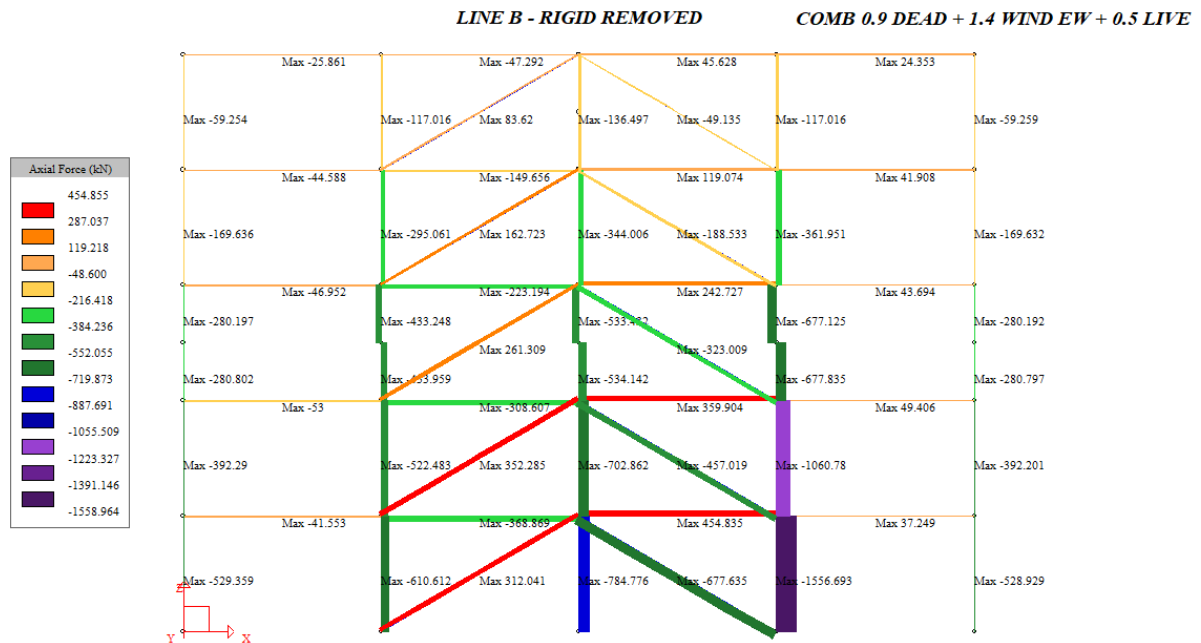 LINE B - RIGID REMOVED COMB 0.9 DEAD + 1.4 WIND EW + 0.5 LIVE
Max -25.861 Max -47.292 Max 45.628 Max 24.353
Max -59.254 Max -117.016 Max 83.62 Max -136.497 Max -49.135 Max -117.016 Max -59.259
Axial Force (kN)
454.855
287.037
119.218
-48.600
-216.418
-384.236
-552.055
-719.873
-887.691
-1055.509
-1223.327
-1391.146
-1558.964
Max -44.588 Max -149.656 Max 119.074 Max 41.908
Max -169.636 Max -295.061 Max 162.723 Max -344.006 Max -188.533 Max -361.951 Max -169.632
Max -46.952 Max -223.194 Max 242.727 Max 43.694
Max -280.197 Max -433.248 Max Max -677.125 Max -280.192
Max 261.309 Max -323.009
Max -280.802 Max Max -534.142 Max -677.835 Max -280.797
Max -53 Max -308.607 Max 359.904 Max 49.406
Max -392.29 Max -522.483 Max 352.285 Max -702.862 Max -457.019 Max -1060.78 Max -392.201
Max -41.553 Max -368.869 Max 454.835 Max 37.249
Max -529.359 Max -610.612 Max 312.041 Max -784.776 Max -677.635 Max -1556.693 Max -528.929
Z
Y X